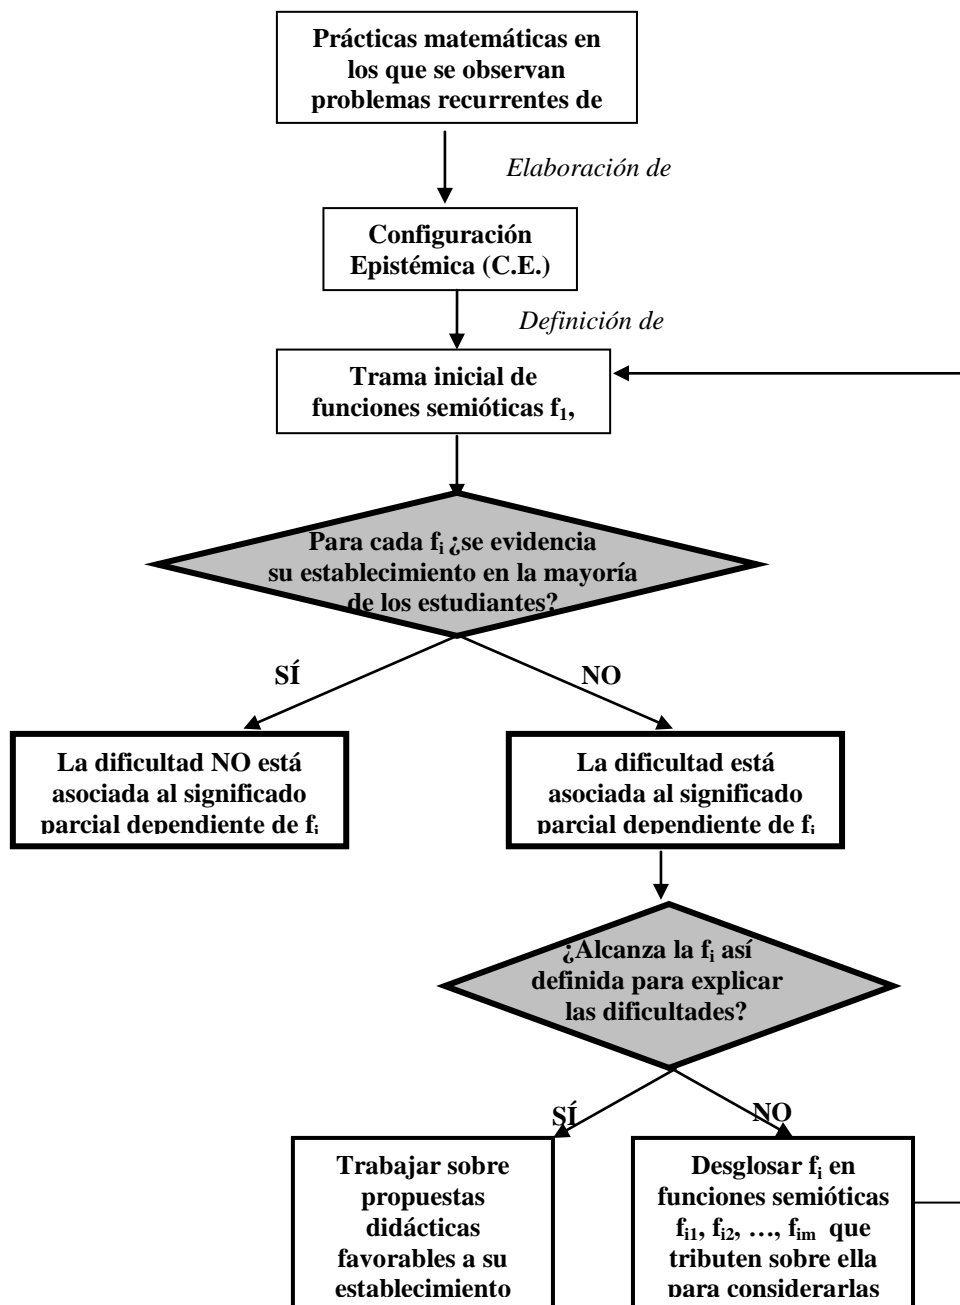 Prácticas matemáticas en
los que se observan
problemas recurrentes de
Elaboración de
Configuración
Epistémica (C.E.)
Definición de
Trama inicial de
funciones semióticas f₁,
Para cada fᵢ ¿se evidencia
su establecimiento en la mayoría
de los estudiantes?
SÍ
NO
La dificultad NO está
asociada al significado
parcial dependiente de fᵢ
La dificultad está
asociada al significado
parcial dependiente de fᵢ
¿Alcanza la fᵢ así
definida para explicar
las dificultades?
SÍ
NO
Trabajar sobre
propuestas
didácticas
favorables a su
establecimiento
Desglosar fᵢ en
funciones semióticas
fᵢ₁, fᵢ₂, …, fᵢₘ que
tributen sobre ella
para considerarlas